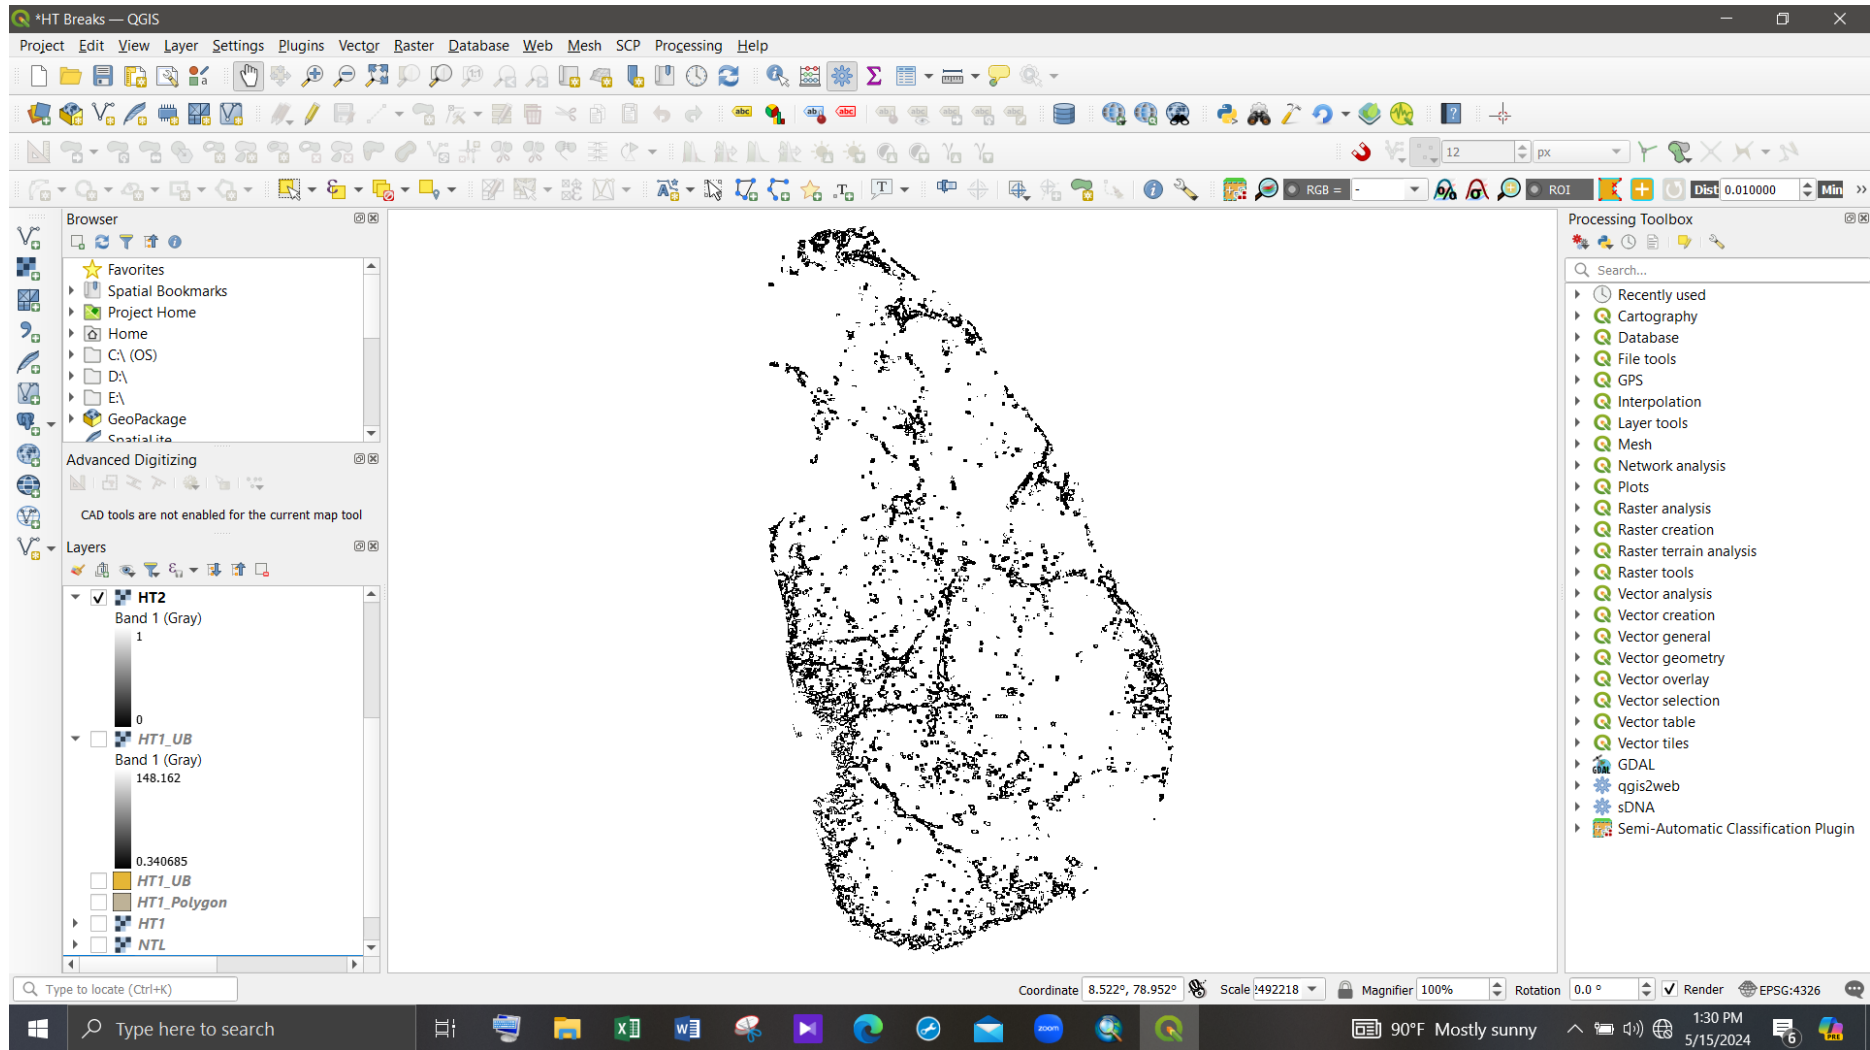 *HT Breaks — QGIS
Project Edit View Layer Settings Plugins Vector Raster Database Web Mesh SCP Processing Help
12 px
RGB = - ROI Dist 0.010000 Min »
Browser
Favorites
Spatial Bookmarks
Project Home
Home
C:\ (OS)
D:\
E:\
GeoPackage
SpatiaLite
Advanced Digitizing
CAD tools are not enabled for the current map tool
Layers
HT2
Band 1 (Gray)
1
0
HT1_UB
Band 1 (Gray)
148.162
0.340685
HT1_UB
HT1_Polygon
HT1
NTL
Processing Toolbox
Search...
Recently used
Cartography
Database
File tools
GPS
Interpolation
Layer tools
Mesh
Network analysis
Plots
Raster analysis
Raster creation
Raster terrain analysis
Raster tools
Vector analysis
Vector creation
Vector general
Vector geometry
Vector overlay
Vector selection
Vector table
Vector tiles
GDAL
qgis2web
sDNA
Semi-Automatic Classification Plugin
Type to locate (Ctrl+K) Coordinate 8.522°, 78.952° Scale :492218 Magnifier 100% Rotation 0.0 ° Render EPSG:4326
Type here to search 90°F Mostly sunny 1:30 PM
5/15/2024 6